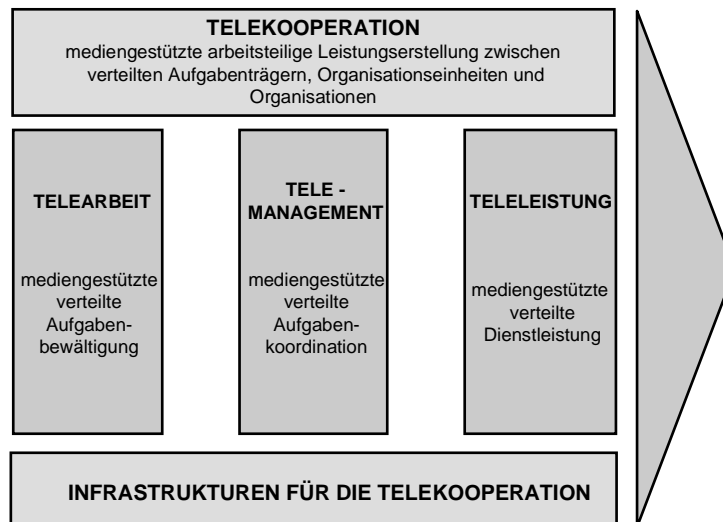 TELEKOOPERATION
mediengestützte arbeitsteilige Leistungserstellung zwischen
verteilten Aufgabenträgern, Organisationseinheiten und
Organisationen
TELEARBEIT
mediengestützte
verteilte
Aufgaben-
bewältigung
TELE -
MANAGEMENT
mediengestützte
verteilte
Aufgaben-
koordination
TELELEISTUNG
mediengestützte
verteilte
Dienstleistung
INFRASTRUKTUREN FÜR DIE TELEKOOPERATION